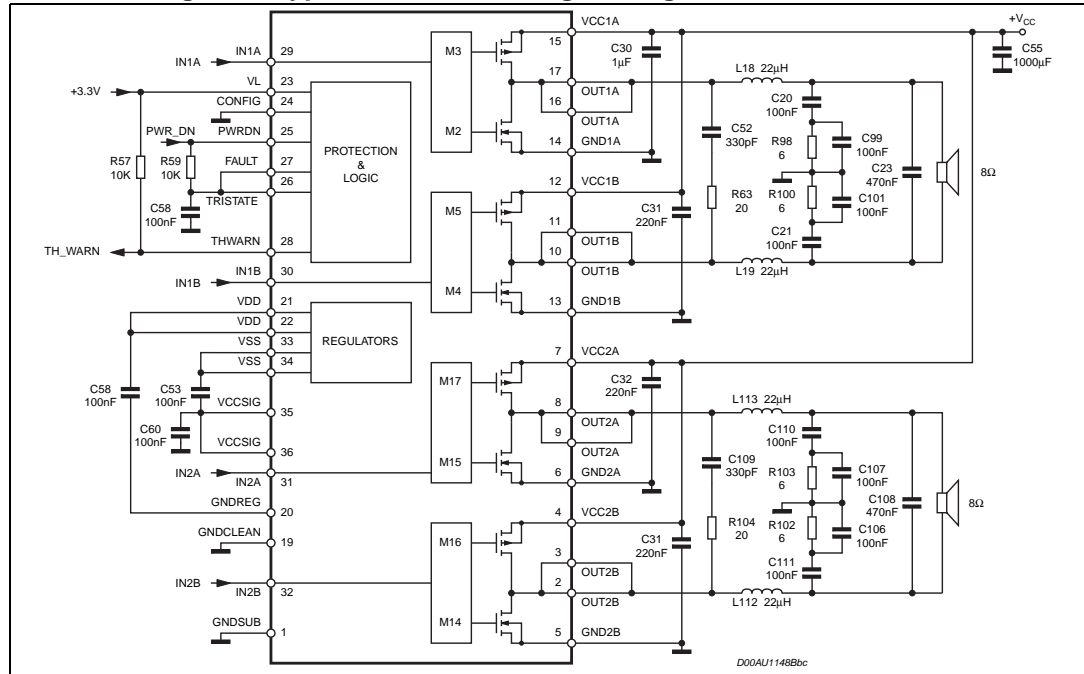 VCC1A
+VCC
IN1A
IN1A
29
M3
15
C30
1µF
C55
1000µF
VL
23
+3.3V
CONFIG
24
PWR_DN
PWRDN
25
R57
10K
R59
10K
FAULT
27
26
TRISTATE
C58
100nF
TH_WARN
THWARN
28
PROTECTION
&
LOGIC
17
OUT1A
16
OUT1A
M2
14
GND1A
L18 22µH
C20
100nF
C52
330pF
R98
6
C99
100nF
C23
470nF
8Ω
R63
20
R100
6
C101
100nF
C21
100nF
L19 22µH
12
VCC1B
M5
11
OUT1B
10
OUT1B
C31
220nF
IN1B
IN1B
30
M4
13
GND1B
VDD
21
VDD
22
VSS
33
VSS
34
REGULATORS
C58
100nF
C53
100nF
VCCSIG
35
C60
100nF
VCCSIG
36
IN2A
IN2A
31
GNDREG
20
GNDCLEAN
19
IN2B
IN2B
32
GNDSUB
1
7
VCC2A
M17
C32
220nF
8
OUT2A
9
OUT2A
M15
6
GND2A
L113 22µH
C110
100nF
C109
330pF
R103
6
C107
100nF
C108
470nF
8Ω
R104
20
R102
6
C106
100nF
C111
100nF
L112 22µH
4
VCC2B
M16
C31
220nF
3
OUT2B
2
OUT2B
M14
5
GND2B
D00AU1148Bbc